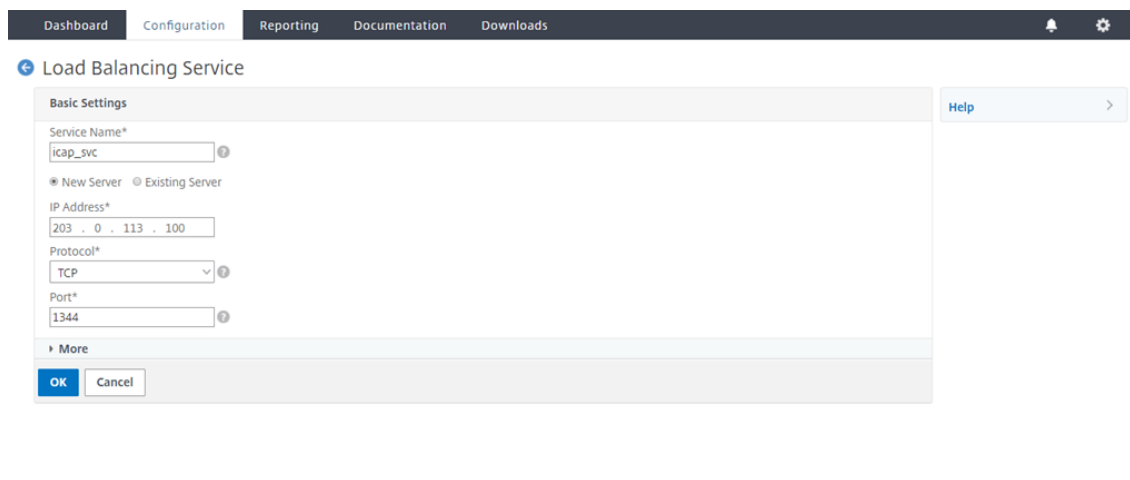 Dashboard Configuration Reporting Documentation Downloads
Load Balancing Service
Basic Settings
Help
Service Name*
icap_svc
New Server Existing Server
IP Address*
203 . 0 . 113 . 100
Protocol*
TCP
Port*
1344
More
OK Cancel